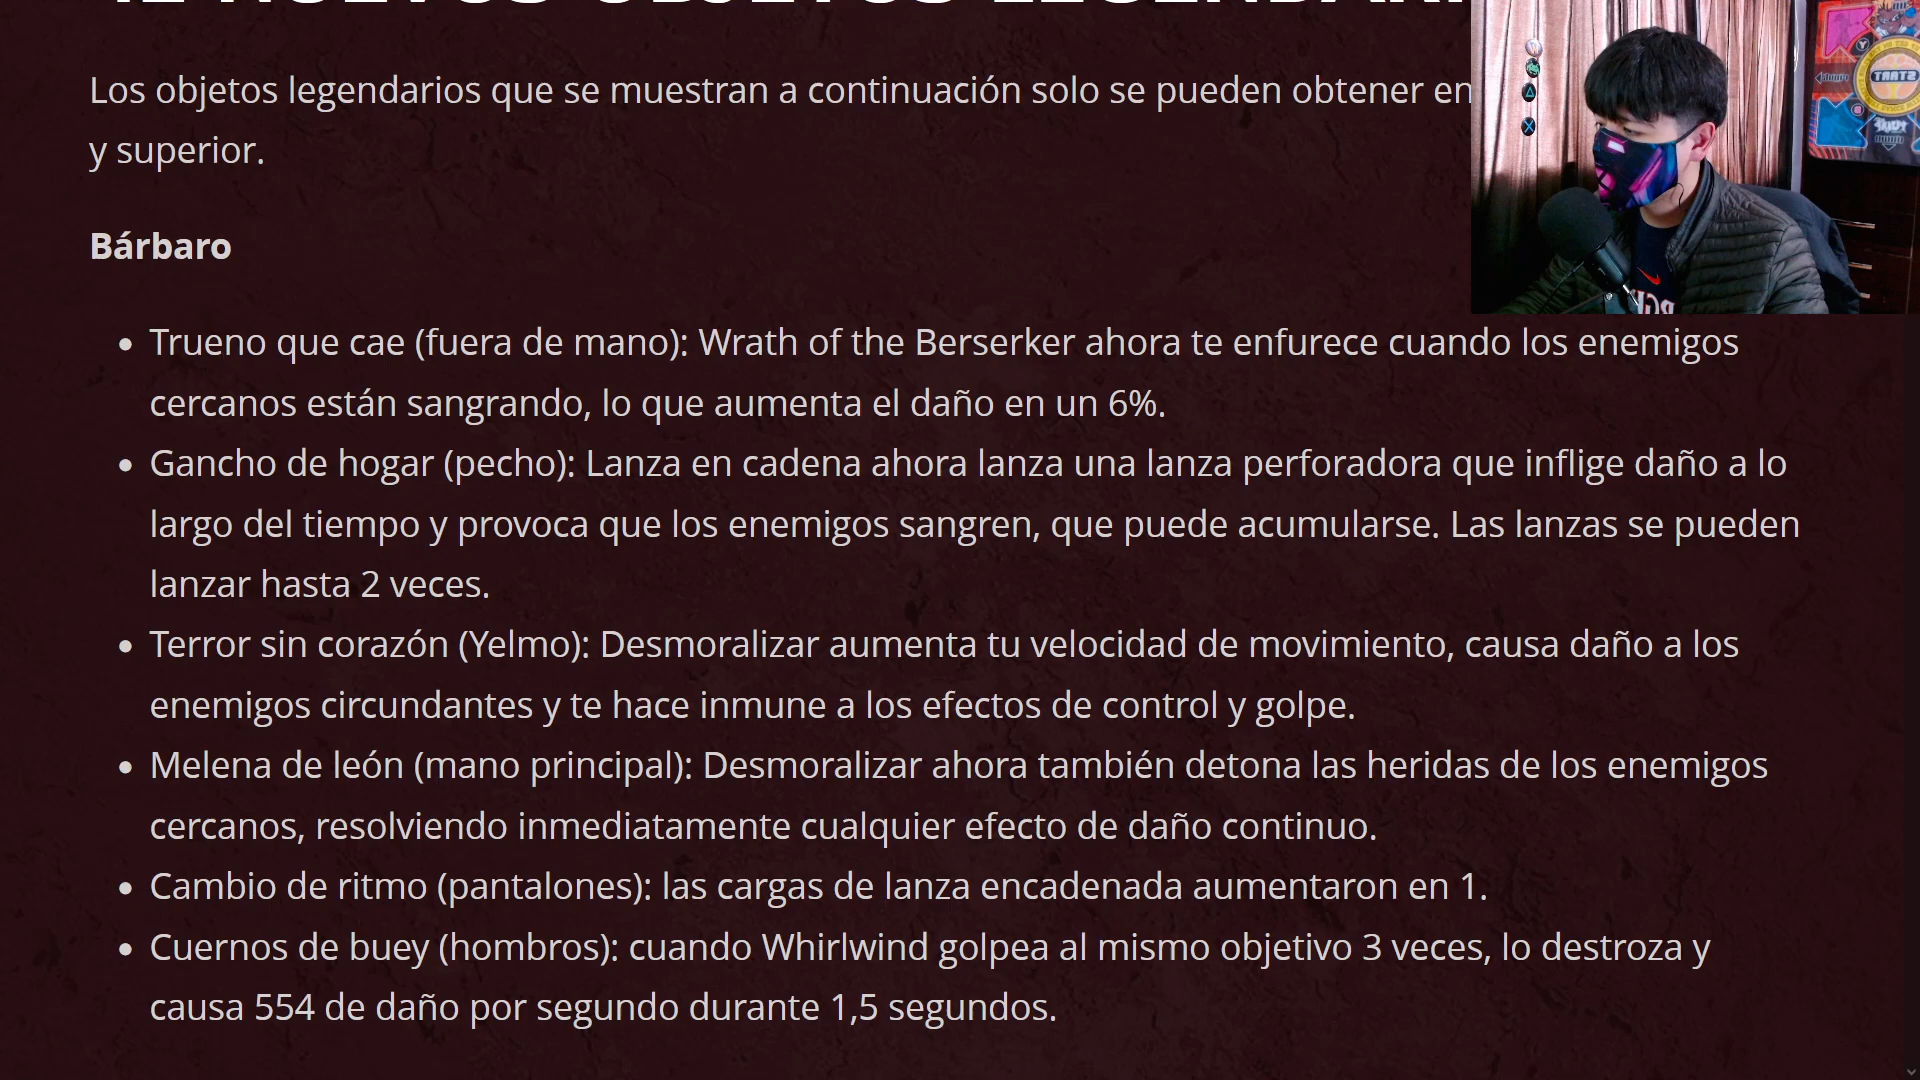 Los objetos legendarios que se muestran a continuación solo se pueden obtener en
y superior.
Bárbaro
Trueno que cae (fuera de mano): Wrath of the Berserker ahora te enfurece cuando los enemigos
cercanos están sangrando, lo que aumenta el daño en un 6%.
Gancho de hogar (pecho): Lanza en cadena ahora lanza una lanza perforadora que inflige daño a lo
largo del tiempo y provoca que los enemigos sangren, que puede acumularse. Las lanzas se pueden
lanzar hasta 2 veces.
Terror sin corazón (Yelmo): Desmoralizar aumenta tu velocidad de movimiento, causa daño a los
enemigos circundantes y te hace inmune a los efectos de control y golpe.
Melena de león (mano principal): Desmoralizar ahora también detona las heridas de los enemigos
cercanos, resolviendo inmediatamente cualquier efecto de daño continuo.
Cambio de ritmo (pantalones): las cargas de lanza encadenada aumentaron en 1.
Cuernos de buey (hombros): cuando Whirlwind golpea al mismo objetivo 3 veces, lo destroza y
causa 554 de daño por segundo durante 1,5 segundos.
START